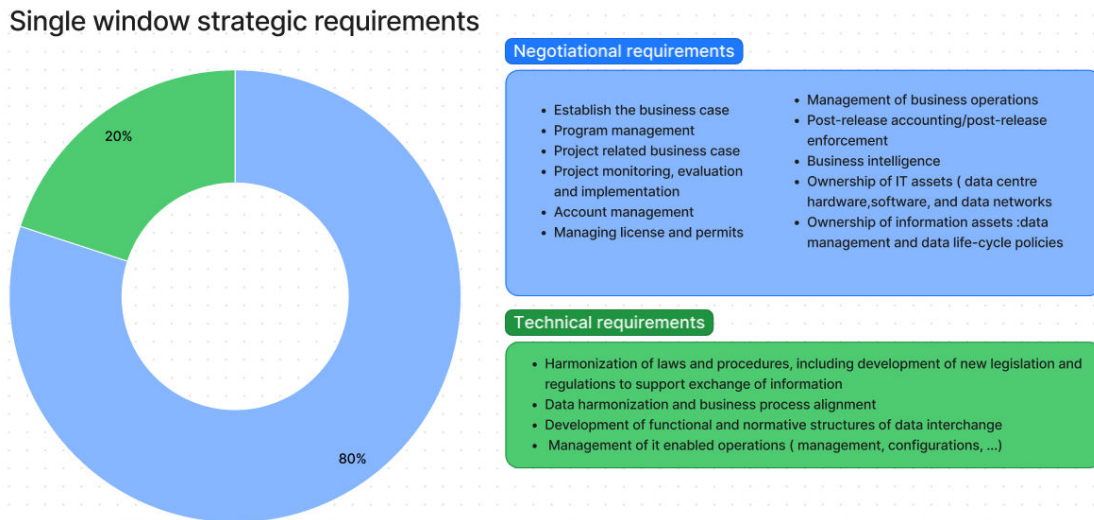 Single window strategic requirements
20%
80%
Negotiational requirements
• Establish the business case
• Program management
• Project related business case
• Project monitoring, evaluation
and implementation
• Account management
• Managing license and permits
• Management of business operations
• Post-release accounting/post-release
enforcement
• Business intelligence
• Ownership of IT assets ( data centre
hardware,software, and data networks
• Ownership of information assets :data
management and data life-cycle policies
Technical requirements
• Harmonization of laws and procedures, including development of new legislation and
regulations to support exchange of information
• Data harmonization and business process alignment
• Development of functional and normative structures of data interchange
• Management of it enabled operations ( management, configurations, ...)